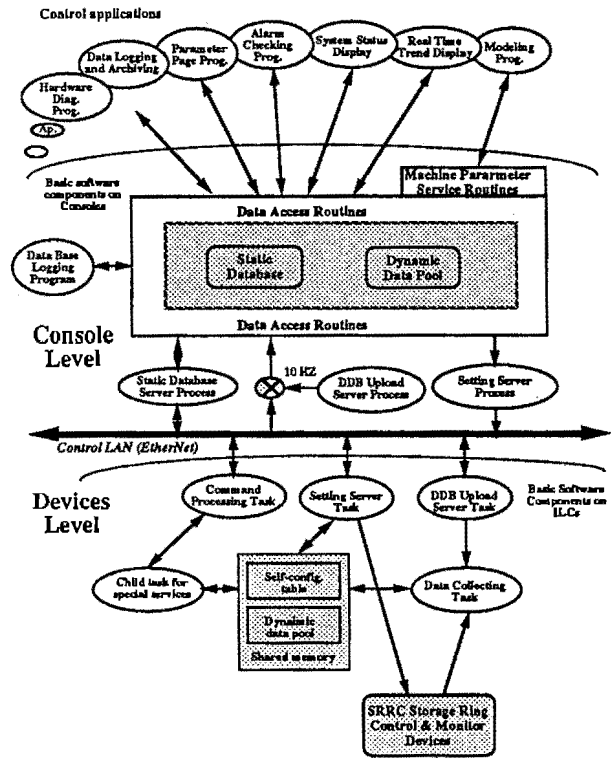 Control applications
Data Logging
and Archiving
Parameter
Page Prog.
Alarm
Checking
Prog.
System Status
Display
Real Time
Trend Display
Modeling
Prog.
Hardware
Diag.
Prog.
Ap.
Basic software
components on
Consoles
Machine Pararmeter
Service Routines
Data Access Routines
Static
Database
Dynamic
Data Pool
Data Base
Logging
Program
Data Access Routines
Console
Level
Static Database
Server Process
10 HZ
DDB Upload
Server Process
Setting Server
Process
Control LAN (EtherNet)
Devices
Level
Command
Processing Task
Setting Server
Task
DDB Upload
Server Task
Basic Software
Components on
ILCs
Child task for
special services
Self-config.
table
Dynabmic
data pool
Shared memory
Data Collecting
Task
SRRC Storage Ring
Control & Monitor
Devices